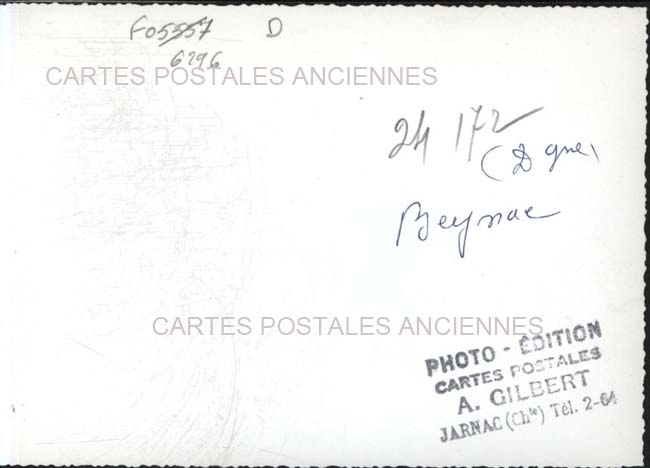 F05557 D
6296
CARTES POSTALES ANCIENNES
24 172
(Dgne)
Beynac
CARTES POSTALES ANCIENNES
PHOTO - ÉDITION
CARTES POSTALES
A. GILBERT
JARNAC (Chte) Tél. 2-64